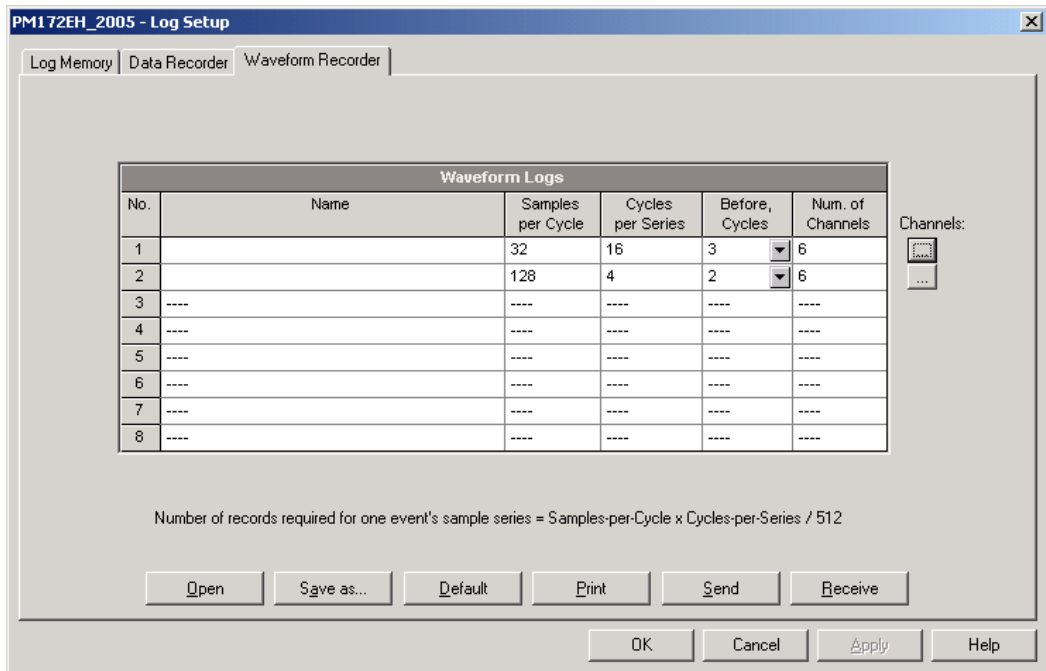 PM172EH_2005 - Log Setup
Log Memory Data Recorder Waveform Recorder
Waveform Logs
No. Name Samples per Cycle Cycles per Series Before, Cycles Num. of Channels Channels:
1 32 16 3 6 ...
2 128 4 2 6 ...
3 ---- ---- ---- ---- ----
4 ---- ---- ---- ---- ----
5 ---- ---- ---- ---- ----
6 ---- ---- ---- ---- ----
7 ---- ---- ---- ---- ----
8 ---- ---- ---- ---- ----
Number of records required for one event's sample series = Samples-per-Cycle x Cycles-per-Series / 512
Open Save as... Default Print Send Receive
OK Cancel Apply Help